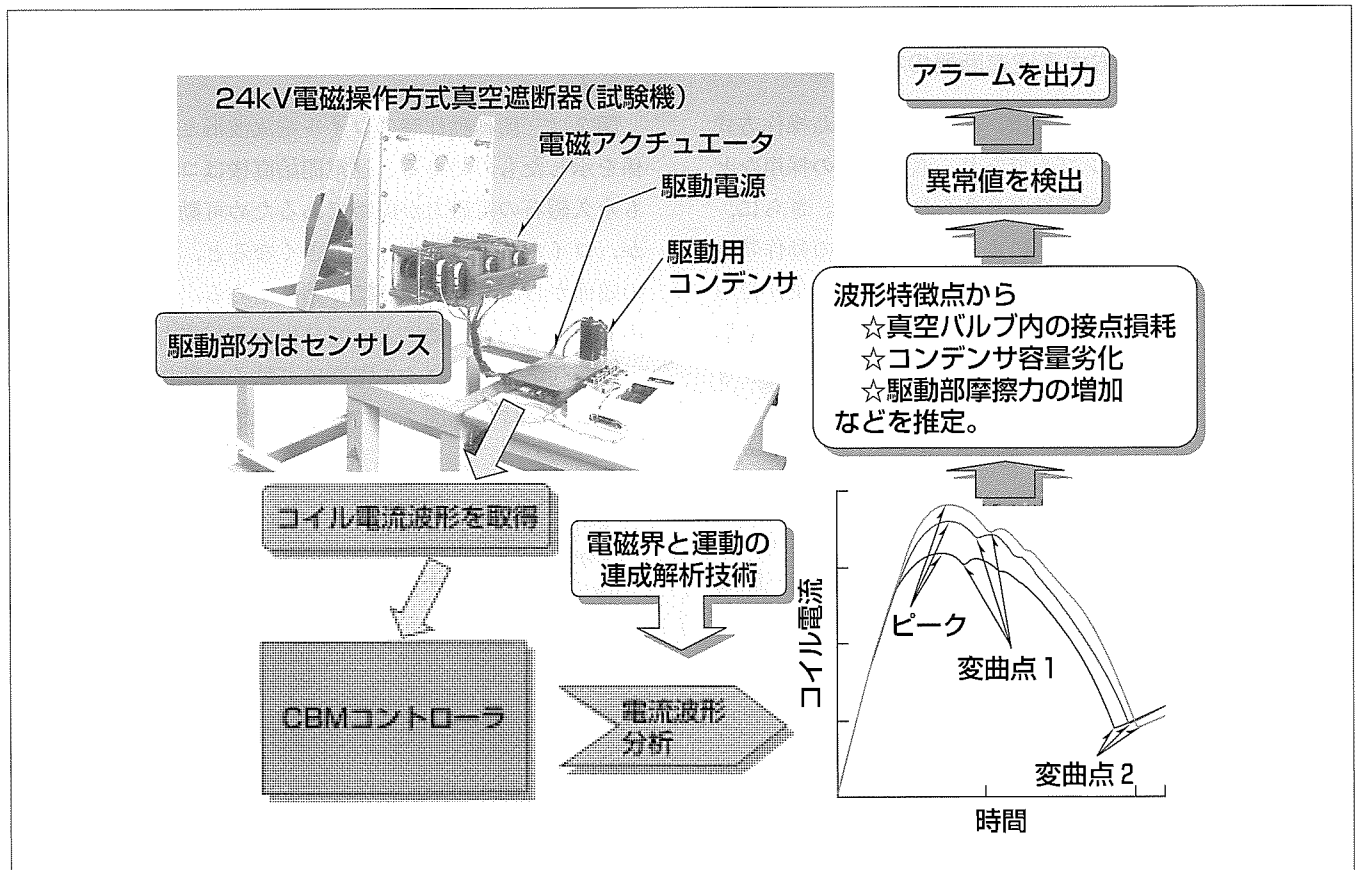 24kV電磁操作方式真空遮断器(試験機)
電磁アクチュエータ
駆動電源
駆動用
コンデンサ
駆動部分はセンサレス
コイル電流波形を取得
CBMコントローラ
電磁界と運動の
連成解析技術
電流波形
分析
コイル電流
ピーク
変曲点1
変曲点2
時間
波形特徴点から
☆真空バルブ内の接点損耗
☆コンデンサ容量劣化
☆駆動部摩擦力の増加
などを推定。
異常値を検出
アラームを出力